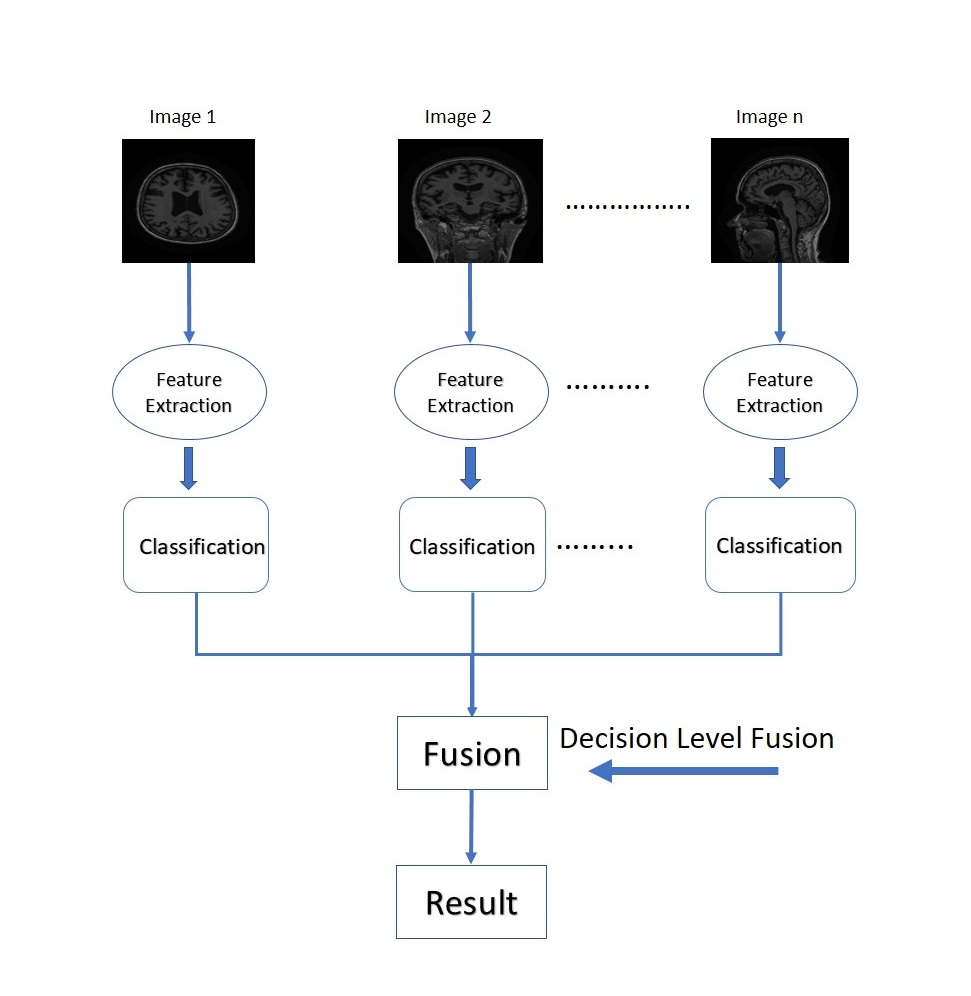 Image 1
Image 2
Image n
……………..
Feature
Extraction
Feature
Extraction
……….
Feature
Extraction
Classification
Classification
……...
Classification
Fusion
Decision Level Fusion
Result